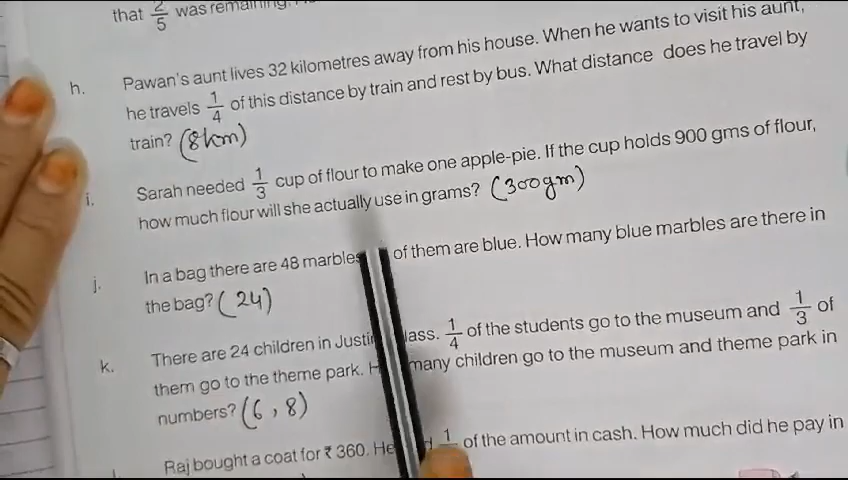 that 2/5 was remaining.
h. Pawan's aunt lives 32 kilometres away from his house. When he wants to visit his aunt,
he travels 1/4 of this distance by train and rest by bus. What distance does he travel by
train? (8km)
i. Sarah needed 1/3 cup of flour to make one apple-pie. If the cup holds 900 gms of flour,
how much flour will she actually use in grams? (300gm)
j. In a bag there are 48 marbles of them are blue. How many blue marbles are there in
the bag? (24)
k. There are 24 children in lass. 1/4 of the students go to the museum and 1/3 of
them go to the theme park. many children go to the museum and theme park in
numbers? (6, 8)
Raj bought a coat for ₹ 360. He of the amount in cash. How much did he pay in